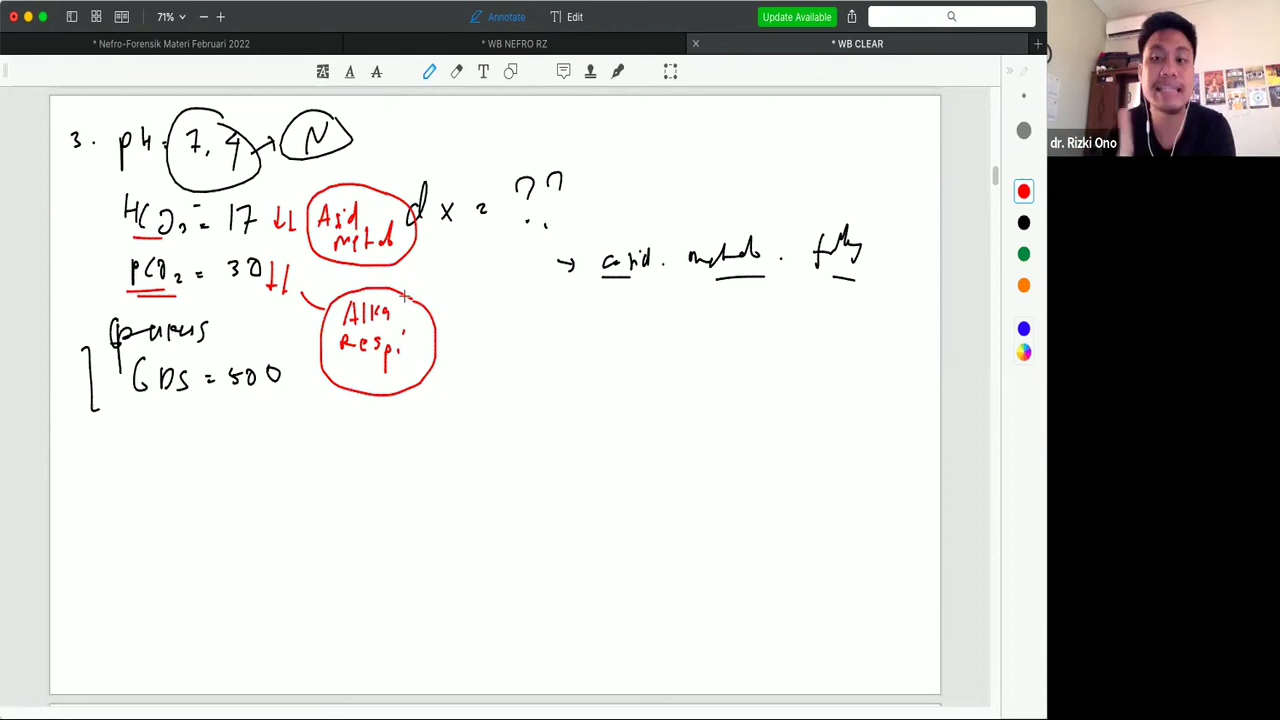 71%
Annotate
Edit
Update Available
* Nefro-Forensik Materi Februari 2022
* WB NEFRO RZ
* WB CLEAR
dr. Rizki Ono
3. pH = 7,4 → N
HCO3- = 17 ↓↓ Asid metab dx = ??
→ asid. metab. fully
pCO2 = 30 ↓↓
Alka Respi
GDS = 500